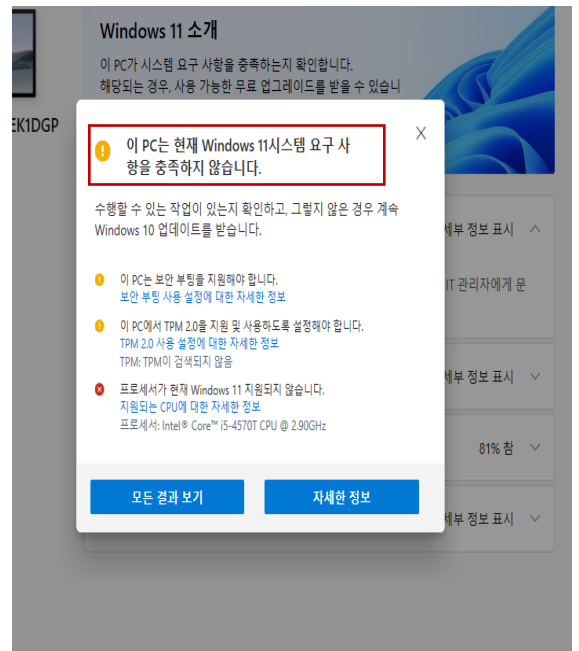 Windows 11 소개
이 PC가 시스템 요구 사항을 충족하는지 확인합니다.
해당되는 경우, 사용 가능한 무료 업그레이드를 받을 수 있습니
EK1DGP
이 PC는 현재 Windows 11시스템 요구 사
항을 충족하지 않습니다.
X
수행할 수 있는 작업이 있는지 확인하고, 그렇지 않은 경우 계속
Windows 10 업데이트를 받습니다.
세부 정보 표시
이 PC는 보안 부팅을 지원해야 합니다.
보안 부팅 사용 설정에 대한 자세한 정보
IT 관리자에게 문
이 PC에서 TPM 2.0을 지원 및 사용하도록 설정해야 합니다.
TPM 2.0 사용 설정에 대한 자세한 정보
TPM: TPM이 검색되지 않음
세부 정보 표시
프로세서가 현재 Windows 11 지원되지 않습니다.
지원되는 CPU에 대한 자세한 정보
프로세서: Intel® Core™ i5-4570T CPU @ 2.90GHz
81% 참
모든 결과 보기
자세한 정보
세부 정보 표시